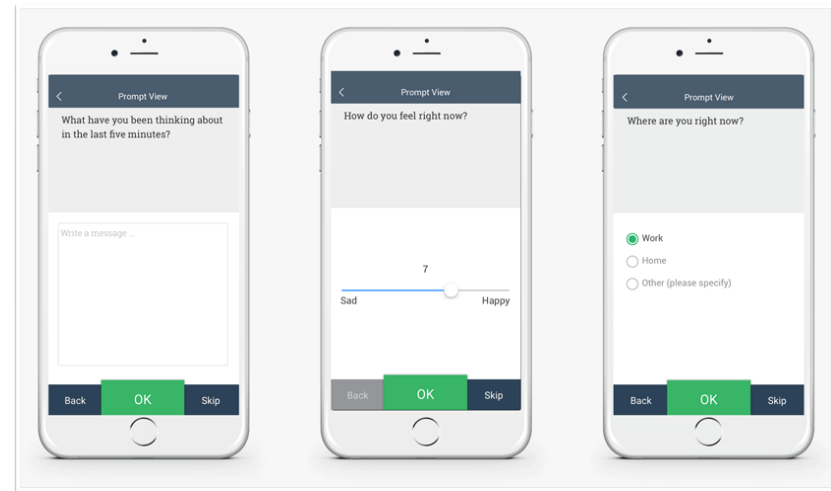 Prompt View
What have you been thinking about
in the last five minutes?
Write a message ...
Back
OK
Skip
Prompt View
How do you feel right now?
7
Sad
Happy
Back
OK
Skip
Prompt View
Where are you right now?
Work
Home
Other (please specify)
Back
OK
Skip